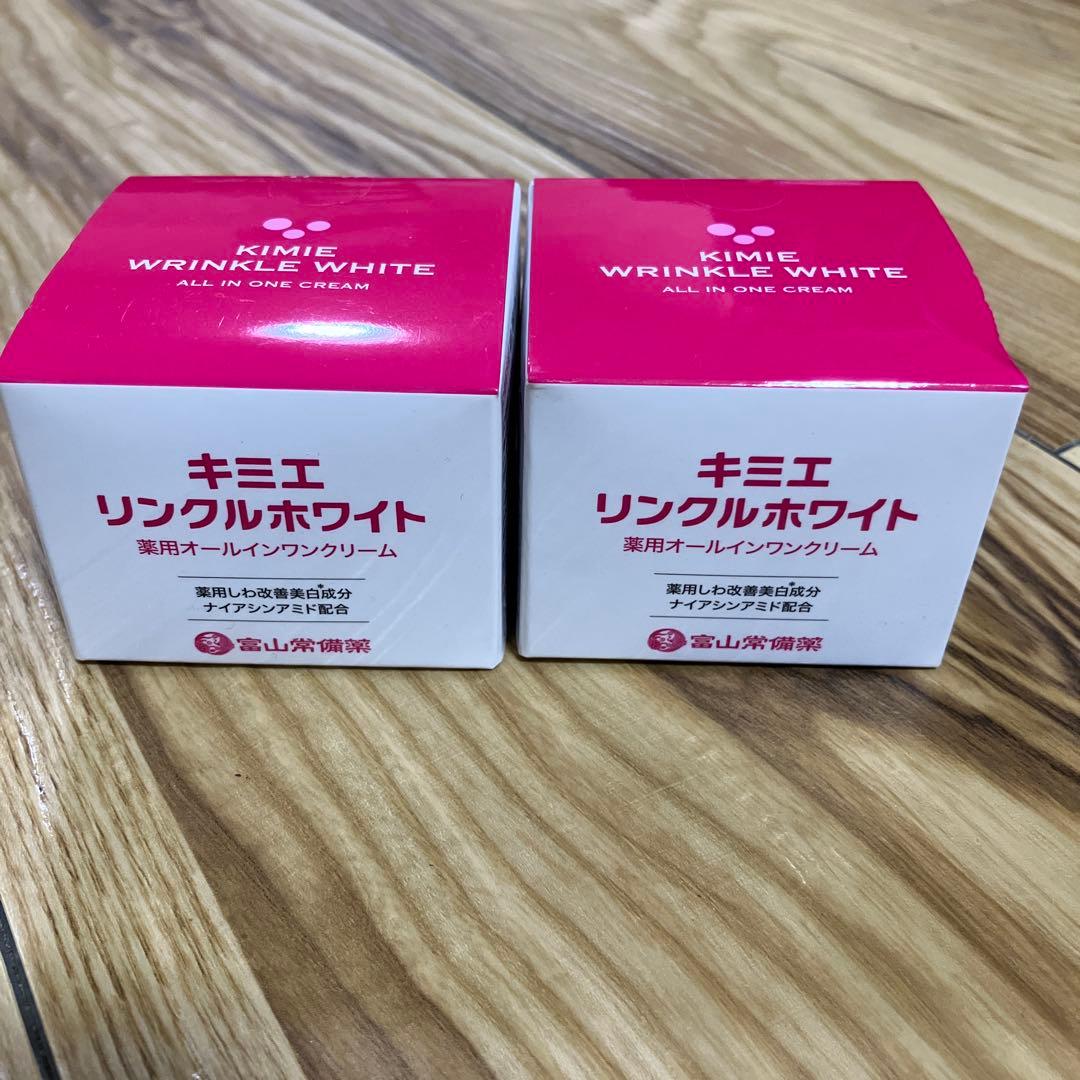 KIMIE
WRINKLE WHITE
ALL IN ONE CREAM
キミエ
リンクルホワイト
薬用オールインワンクリーム
薬用しわ改善美白*成分
ナイアシンアミド配合
富山常備薬
KIMIE
WRINKLE WHITE
ALL IN ONE CREAM
キミエ
リンクルホワイト
薬用オールインワンクリーム
薬用しわ改善美白*成分
ナイアシンアミド配合
富山常備薬